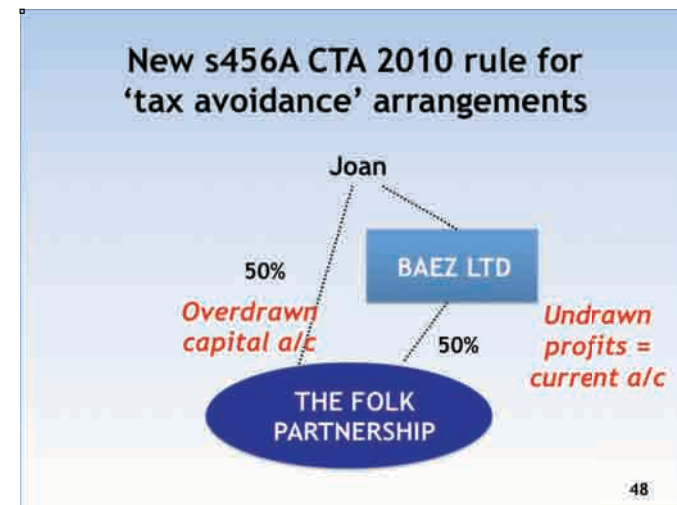 New s456A CTA 2010 rule for
‘tax avoidance’ arrangements
Joan
BAEZ LTD
50%
Overdrawn
capital a/c
50%
Undrawn
profits =
current a/c
THE FOLK
PARTNERSHIP
48